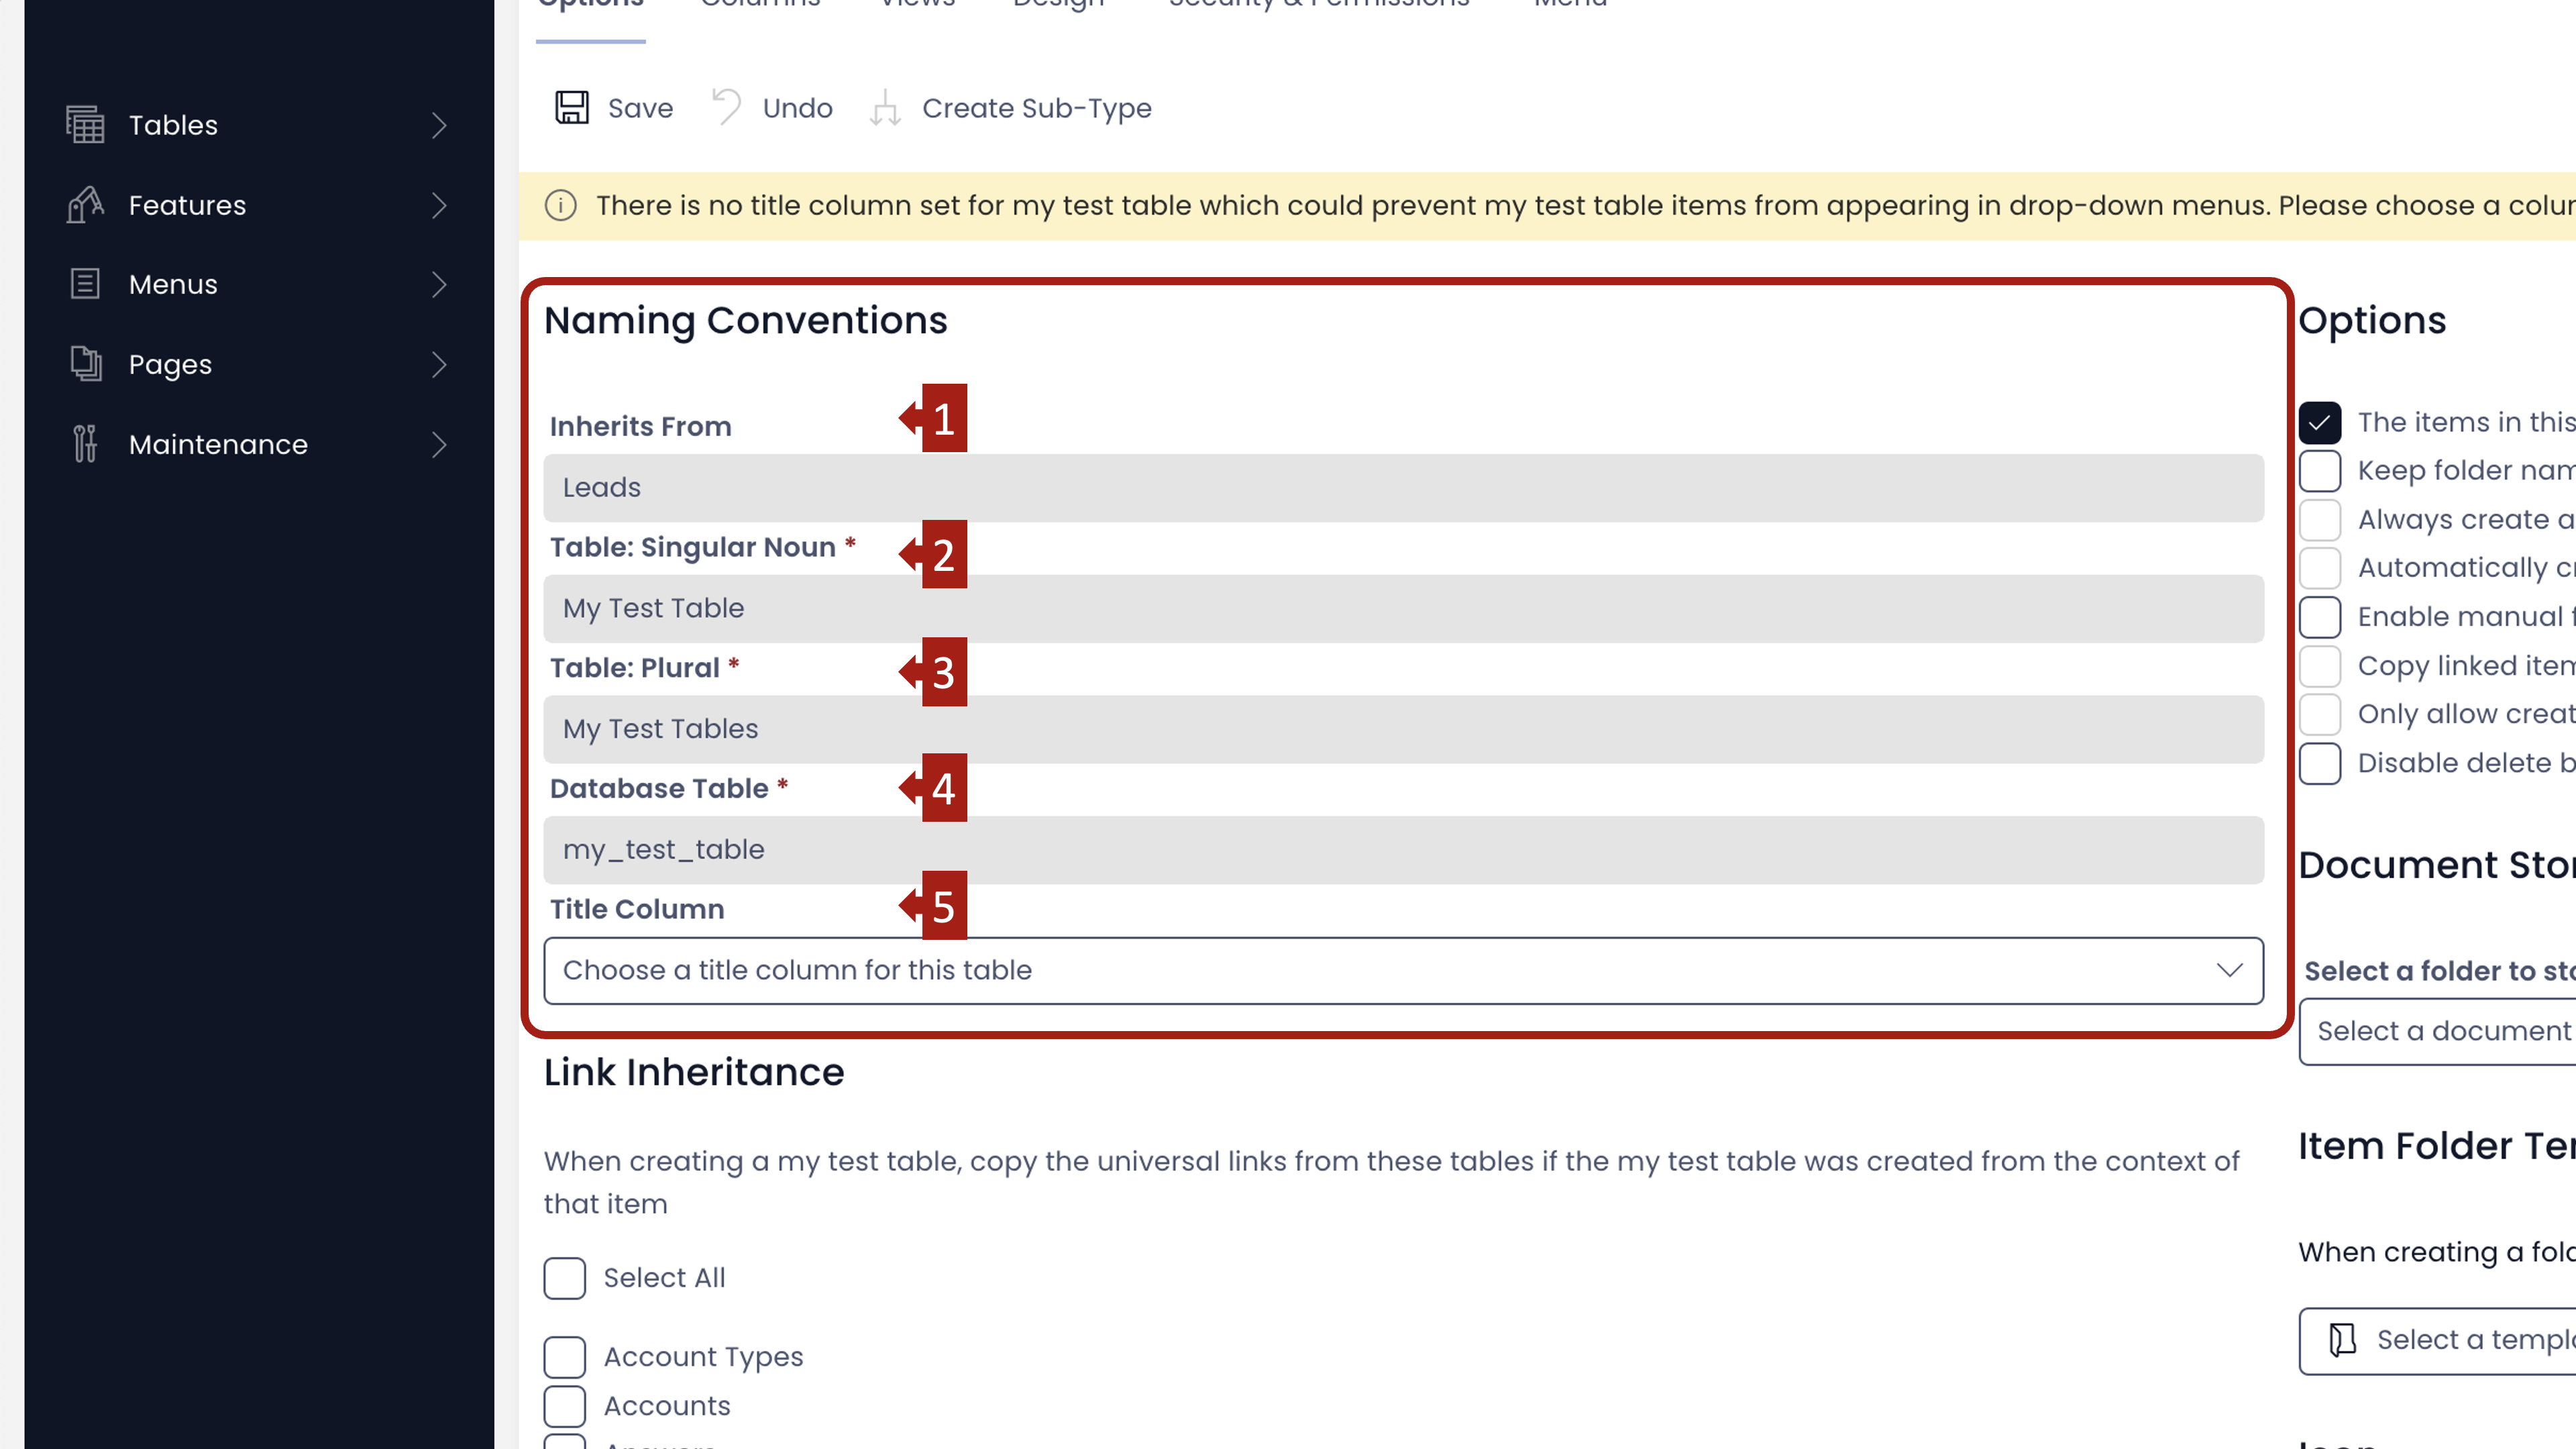 Options Columns Views Design Security & Permissions Menu
Tables
Features
Menus
Pages
Maintenance
Save Undo Create Sub-Type
There is no title column set for my test table which could prevent my test table items from appearing in drop-down menus. Please choose a colu
Naming Conventions
1
Inherits From
Leads
2
Table: Singular Noun *
My Test Table
3
Table: Plural *
My Test Tables
4
Database Table *
my_test_table
5
Title Column
Choose a title column for this table
Link Inheritance
When creating a my test table, copy the universal links from these tables if the my test table was created from the context of
that item
Select All
Account Types
Accounts
Options
The items in this
Keep folder nam
Always create a
Automatically c
Enable manual f
Copy linked item
Only allow creat
Disable delete b
Document Sto
Select a folder to sto
Select a document
Item Folder Te
When creating a fold
Select a templ